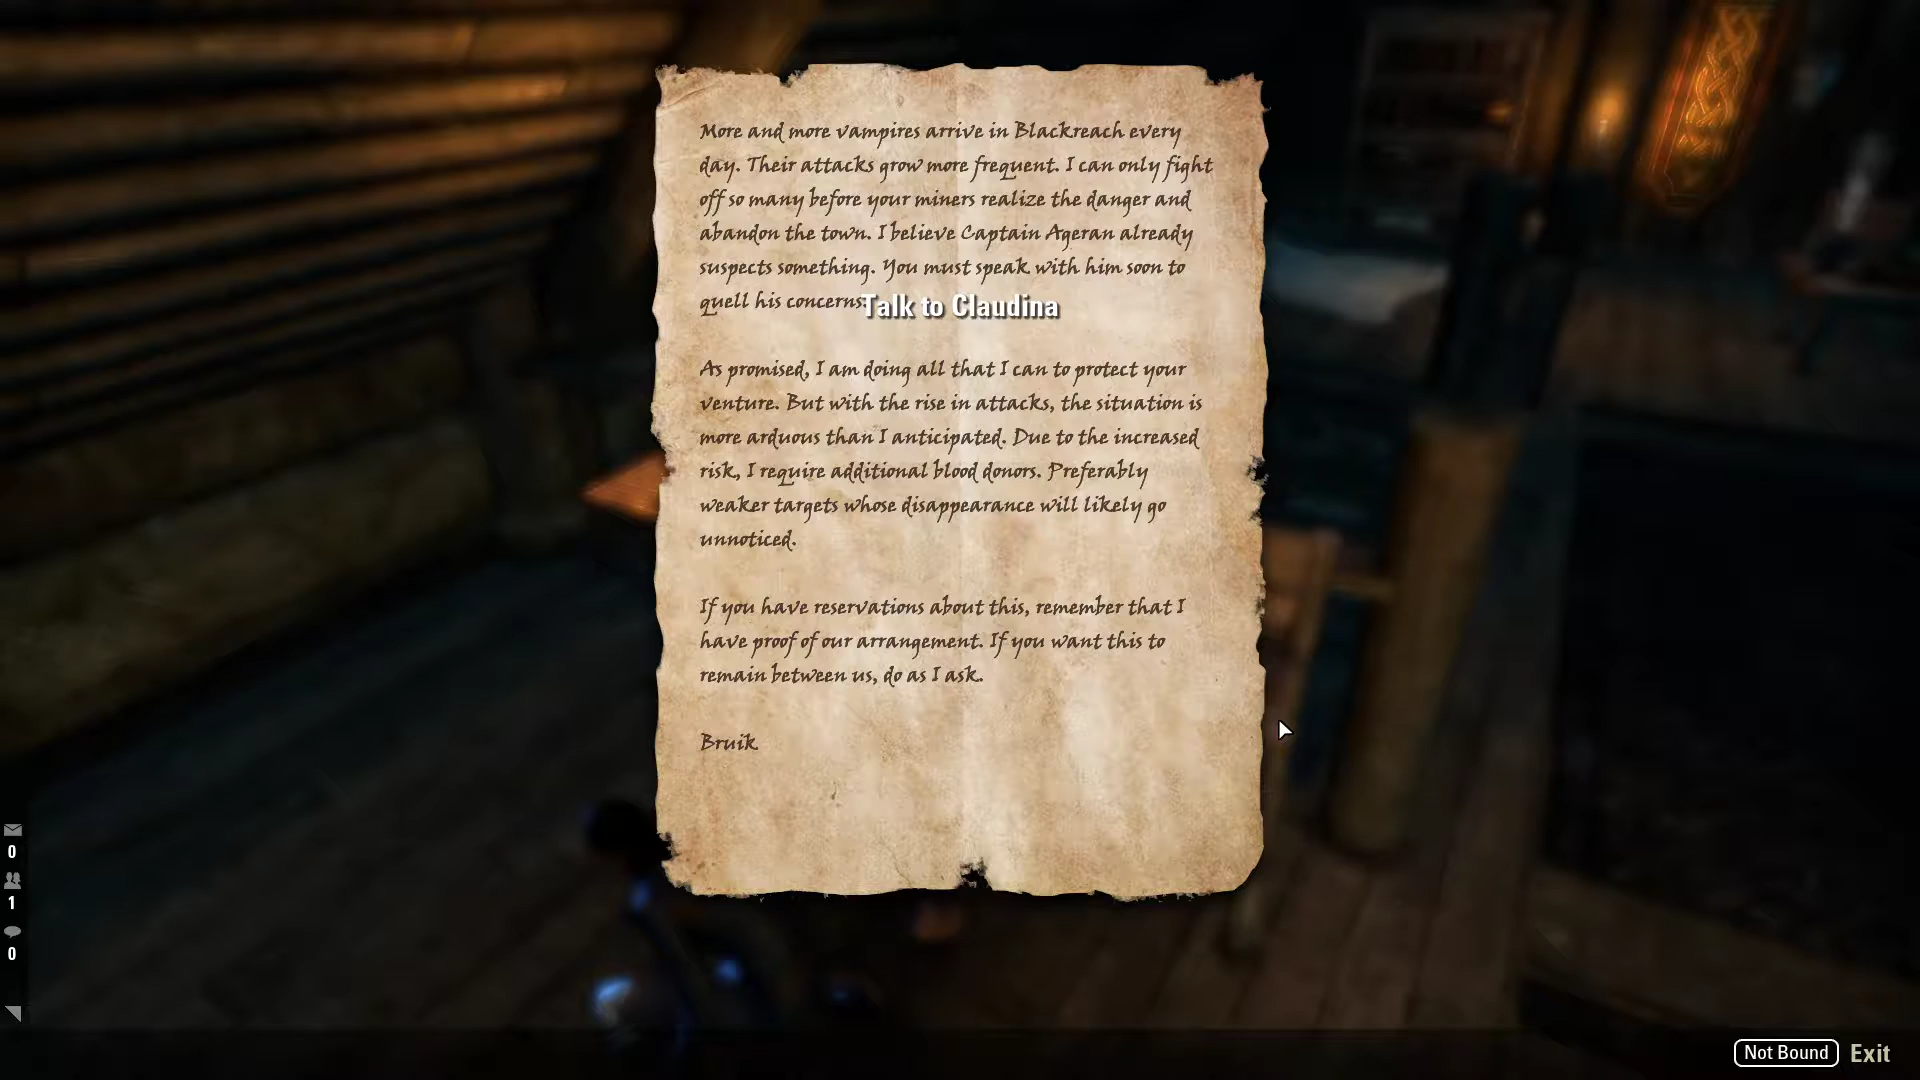 More and more vampires arrive in Blackreach every
day. Their attacks grow more frequent. I can only fight
off so many before your miners realize the danger and
abandon the town. I believe Captain Ageran already
suspects something. You must speak with him soon to
quell his concerns.
Talk to Claudina
As promised, I am doing all that I can to protect your
venture. But with the rise in attacks, the situation is
more arduous than I anticipated. Due to the increased
risk, I require additional blood donors. Preferably
weaker targets whose disappearance will likely go
unnoticed.
If you have reservations about this, remember that I
have proof of our arrangement. If you want this to
remain between us, do as I ask.
Bruik
0
1
0
Not Bound Exit